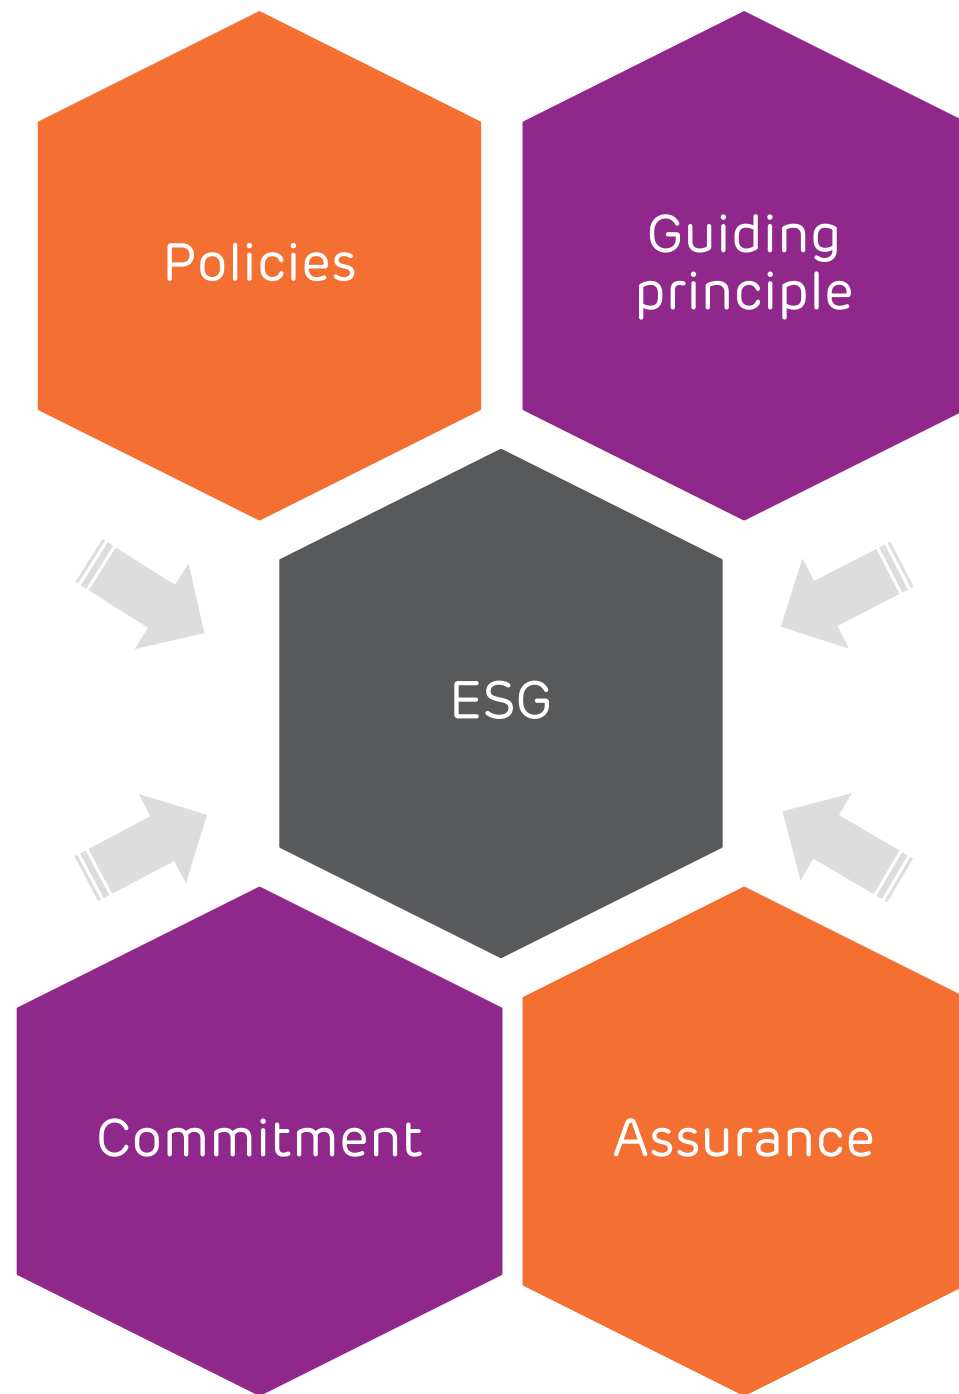 Policies
Guiding
principle
ESG
Commitment
Assurance